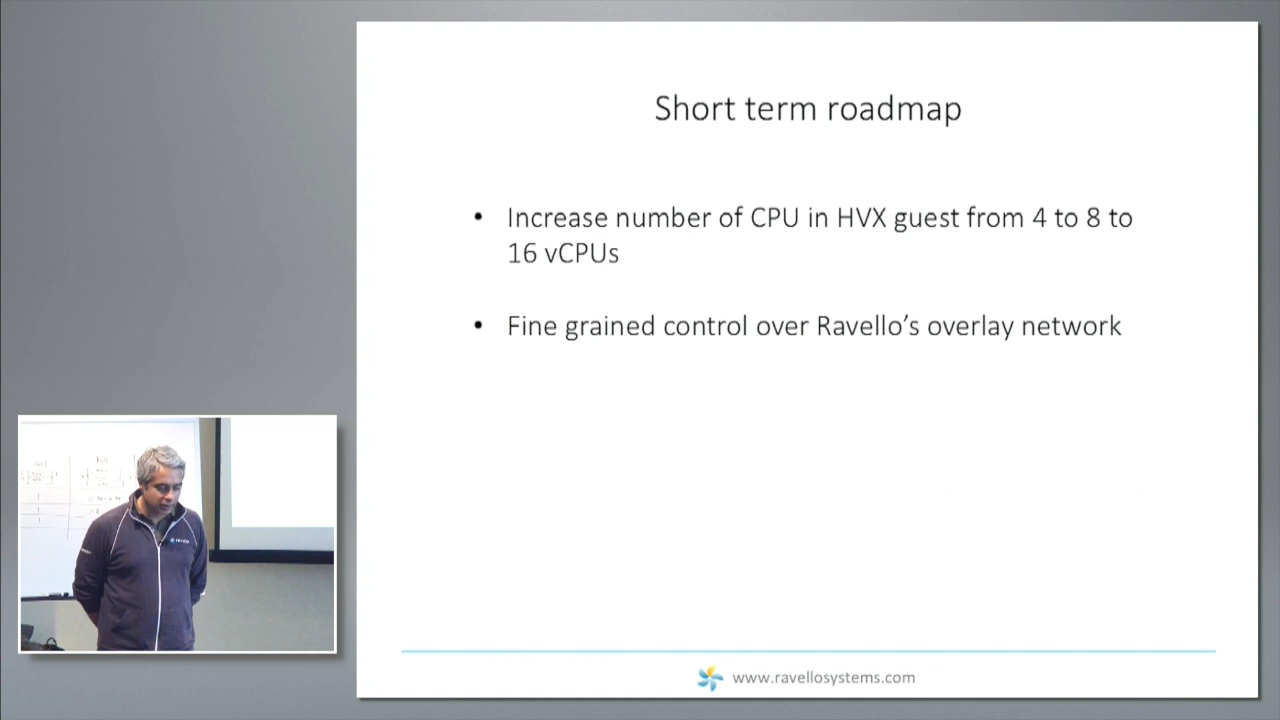 Short term roadmap
• Increase number of CPU in HVX guest from 4 to 8 to
16 vCPUs
• Fine grained control over Ravello's overlay network
www.ravellosystems.com